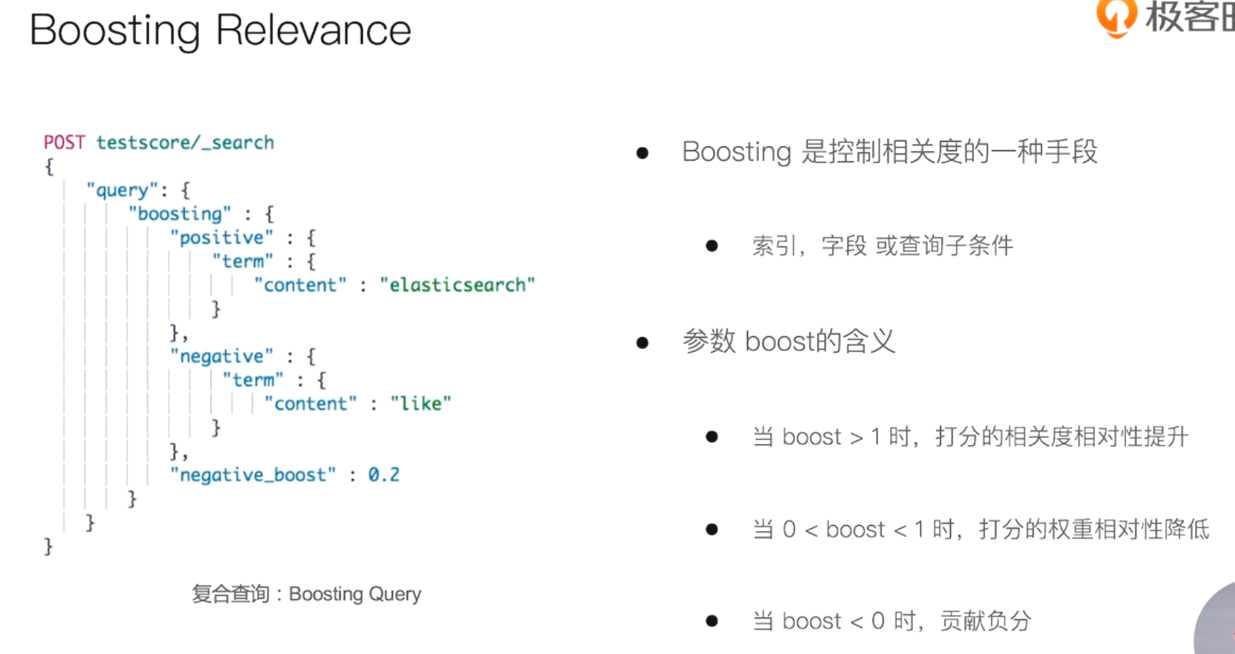 Boosting Relevance
极客
POST testscore/_search
{
"query": {
"boosting" : {
"positive" : {
"term" : {
"content" : "elasticsearch"
}
},
"negative" : {
"term" : {
"content" : "like"
}
},
"negative_boost" : 0.2
}
}
}
复合查询：Boosting Query
Boosting 是控制相关度的一种手段
索引，字段 或查询子条件
参数 boost的含义
当 boost > 1 时，打分的相关度相对性提升
当 0 < boost < 1 时，打分的权重相对性降低
当 boost < 0 时，贡献负分